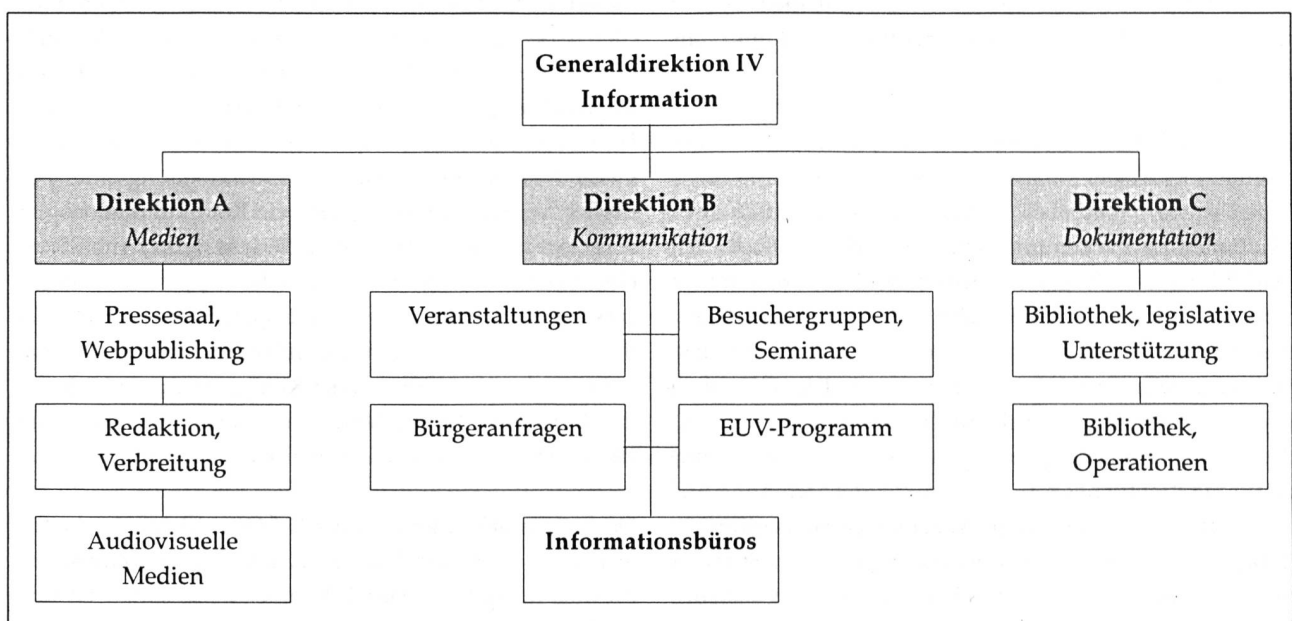 Generaldirektion IV
Information
Direktion A
Medien
Pressesaal,
Webpublishing
Redaktion,
Verbreitung
Audiovisuelle
Medien
Direktion B
Kommunikation
Veranstaltungen
Besuchergruppen,
Seminare
Bürgeranfragen
EUV-Programm
Informationsbüros
Direktion C
Dokumentation
Bibliothek, legislative
Unterstützung
Bibliothek,
Operationen